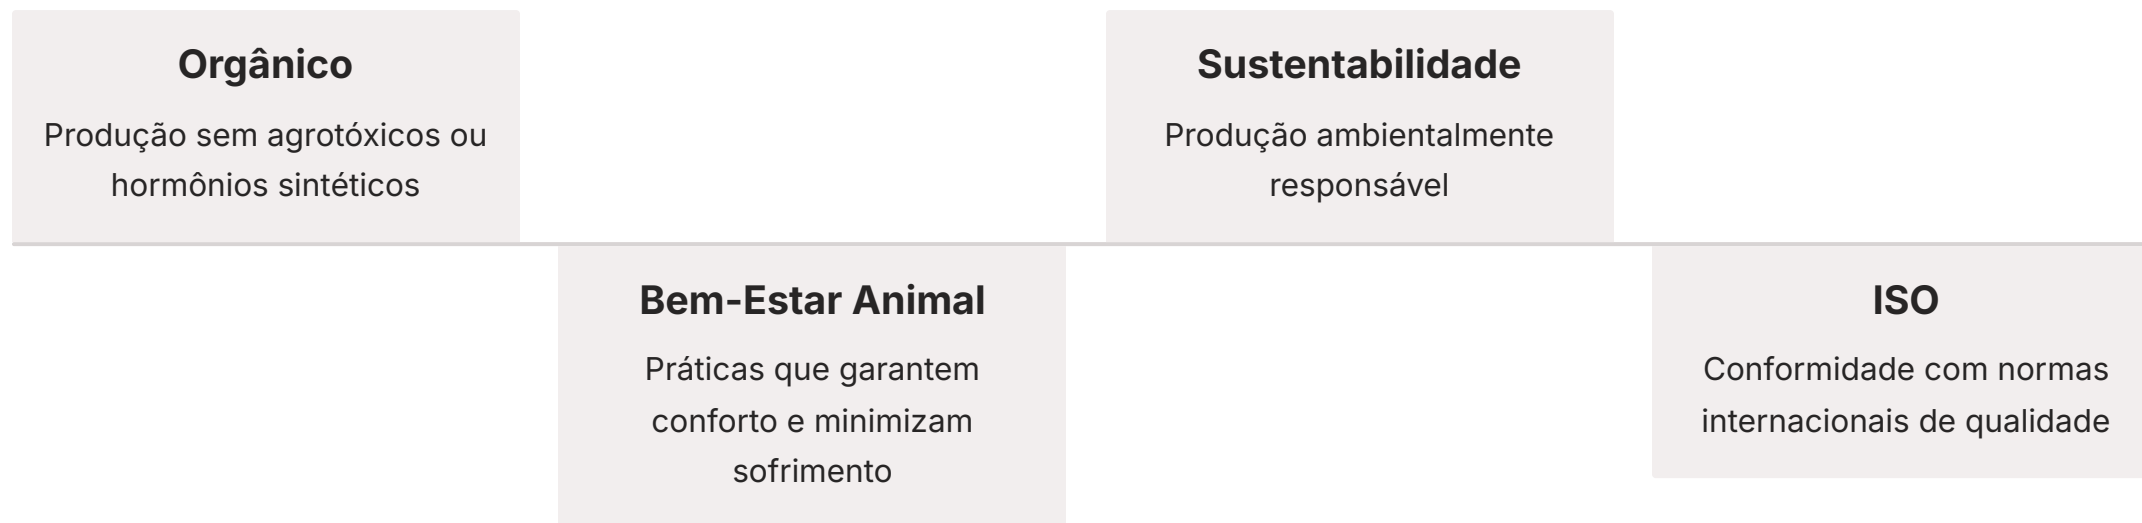 Orgânico
Produção sem agrotóxicos ou
hormônios sintéticos
Bem-Estar Animal
Práticas que garantem
conforto e minimizam
sofrimento
Sustentabilidade
Produção ambientalmente
responsável
ISO
Conformidade com normas
internacionais de qualidade